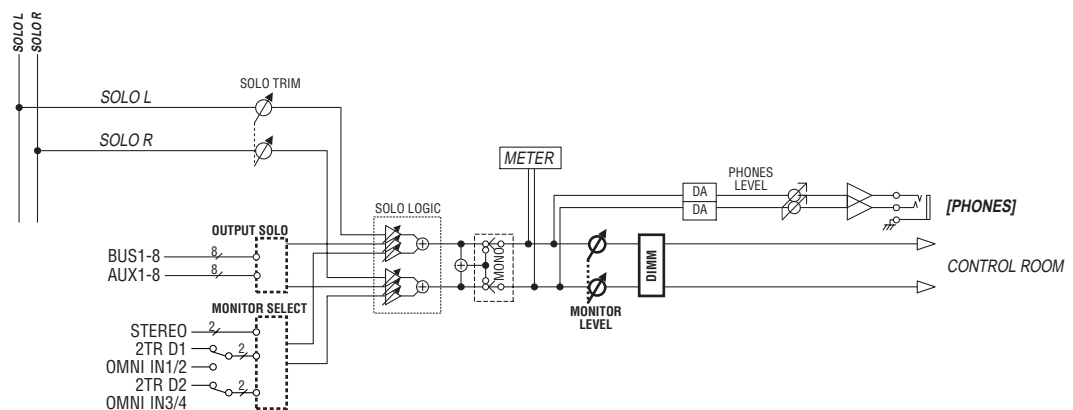 SOLO L
SOLO R
SOLO TRIM
SOLO L
SOLO R
METER
PHONES
LEVEL
DA
DA
[PHONES]
SOLO LOGIC
OUTPUT SOLO
BUS1-8
8
AUX1-8
8
MONO
DIMM
CONTROL ROOM
MONITOR
LEVEL
MONITOR SELECT
STEREO
2
2TR D1
2
OMNI IN1/2
2TR D2
2
OMNI IN3/4